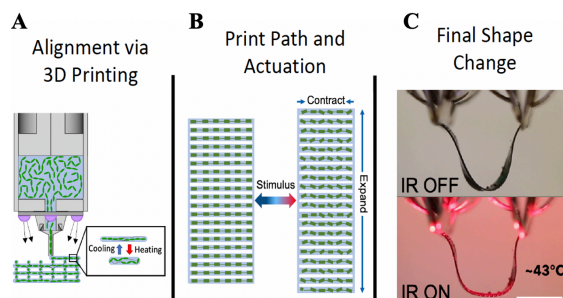 A
Alignment via
3D Printing
Cooling
Heating
B
Print Path and
Actuation
Contract
Stimulus
Expand
C
Final Shape
Change
IR OFF
~43°C
IR ON